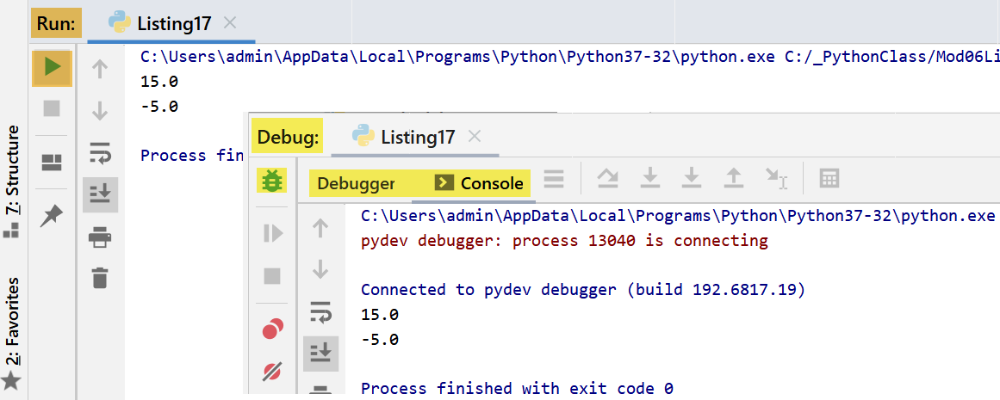 Run: Listing17
C:\Users\admin\AppData\Local\Programs\Python\Python37-32\python.exe C:/_PythonClass/Mod06Li
15.0
-5.0
Process fin
7: Structure
2: Favorites
Debug: Listing17
Debugger Console
C:\Users\admin\AppData\Local\Programs\Python\Python37-32\python.exe
pydev debugger: process 13040 is connecting
Connected to pydev debugger (build 192.6817.19)
15.0
-5.0
Process finished with exit code 0